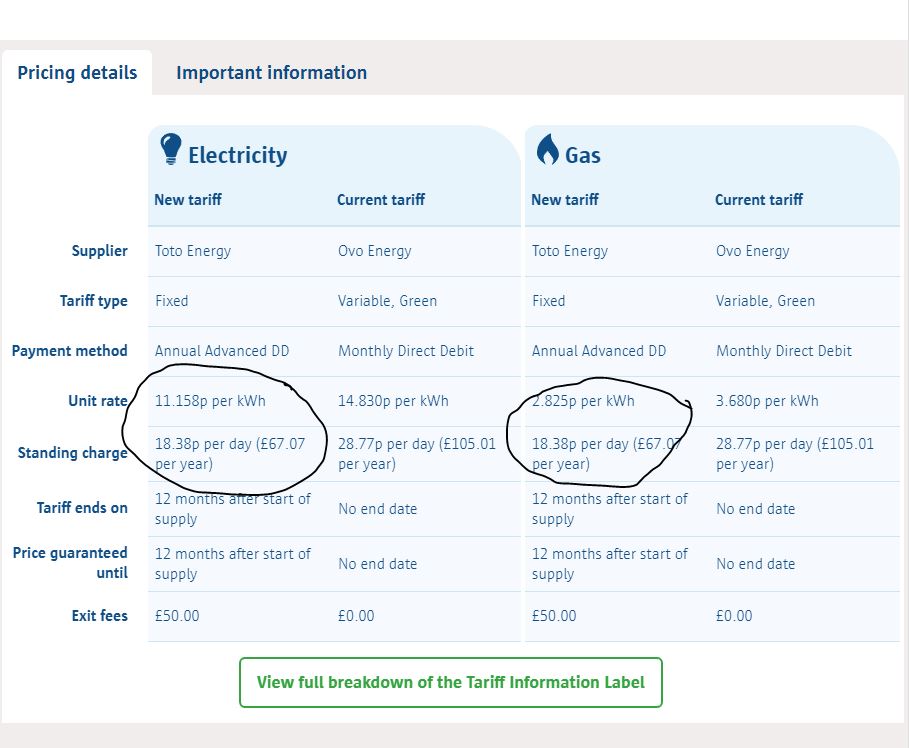 Pricing details Important information
Electricity Gas
New tariff Current tariff New tariff Current tariff
Supplier Toto Energy Ovo Energy Toto Energy Ovo Energy
Tariff type Fixed Variable, Green Fixed Variable, Green
Payment method Annual Advanced DD Monthly Direct Debit Annual Advanced DD Monthly Direct Debit
Unit rate 11.158p per kWh 14.830p per kWh 2.825p per kWh 3.680p per kWh
Standing charge 18.38p per day (£67.07 per year) 28.77p per day (£105.01 per year) 18.38p per day (£67.07 per year) 28.77p per day (£105.01 per year)
Tariff ends on 12 months after start of supply No end date 12 months after start of supply No end date
Price guaranteed until 12 months after start of supply No end date 12 months after start of supply No end date
Exit fees £50.00 £0.00 £50.00 £0.00
View full breakdown of the Tariff Information Label